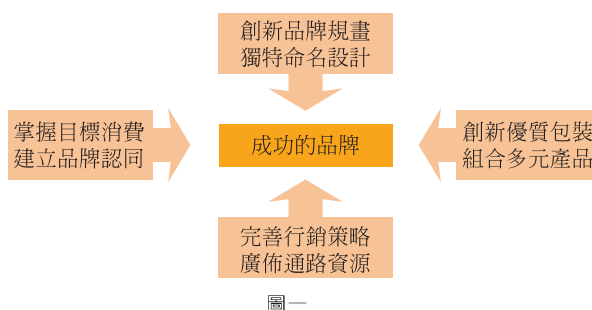 創新品牌規畫
獨特命名設計
掌握目標消費
建立品牌認同
成功的品牌
創新優質包裝
組合多元產品
完善行銷策略
廣佈通路資源
圖一